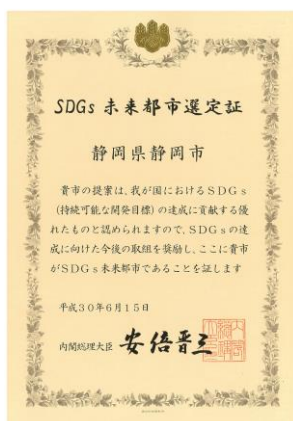 SDGs 未来都市選定証
静岡県静岡市
貴市の提案は、我が国におけるSDGs
(持続可能な開発目標)の達成に貢献する優
れたものと認められますので、SDGsの達
成に向けた今後の取組を奨励し、ここに貴市
がSDGs未来都市であることを証します
平成30年6月15日
内閣総理大臣 安倍晋三